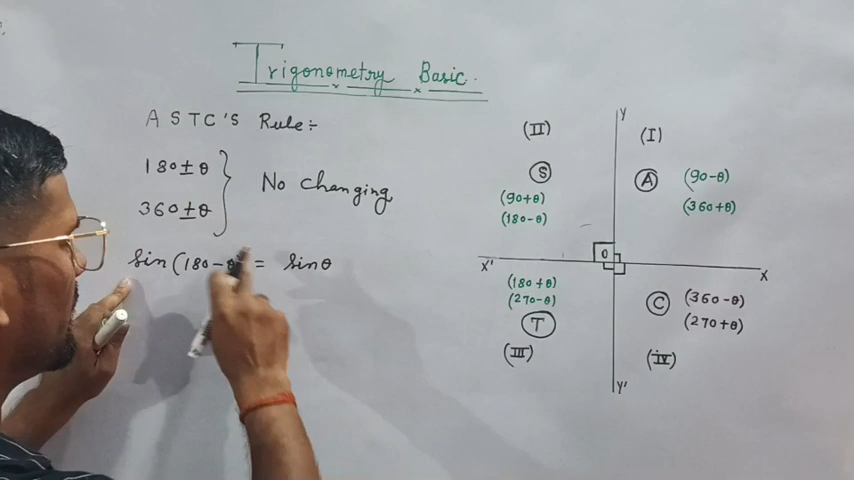 Trigonometry Basic.
ASTC'S Rule:-
180±θ
360±θ
No Changing
Sin(180-θ) = Sinθ
Y
(II)
(I)
S
A
(90-θ)
(360+θ)
(90+θ)
(180-θ)
X'
O
X
(180+θ)
(270-θ)
T
(III)
C
(360-θ)
(270+θ)
(IV)
Y'